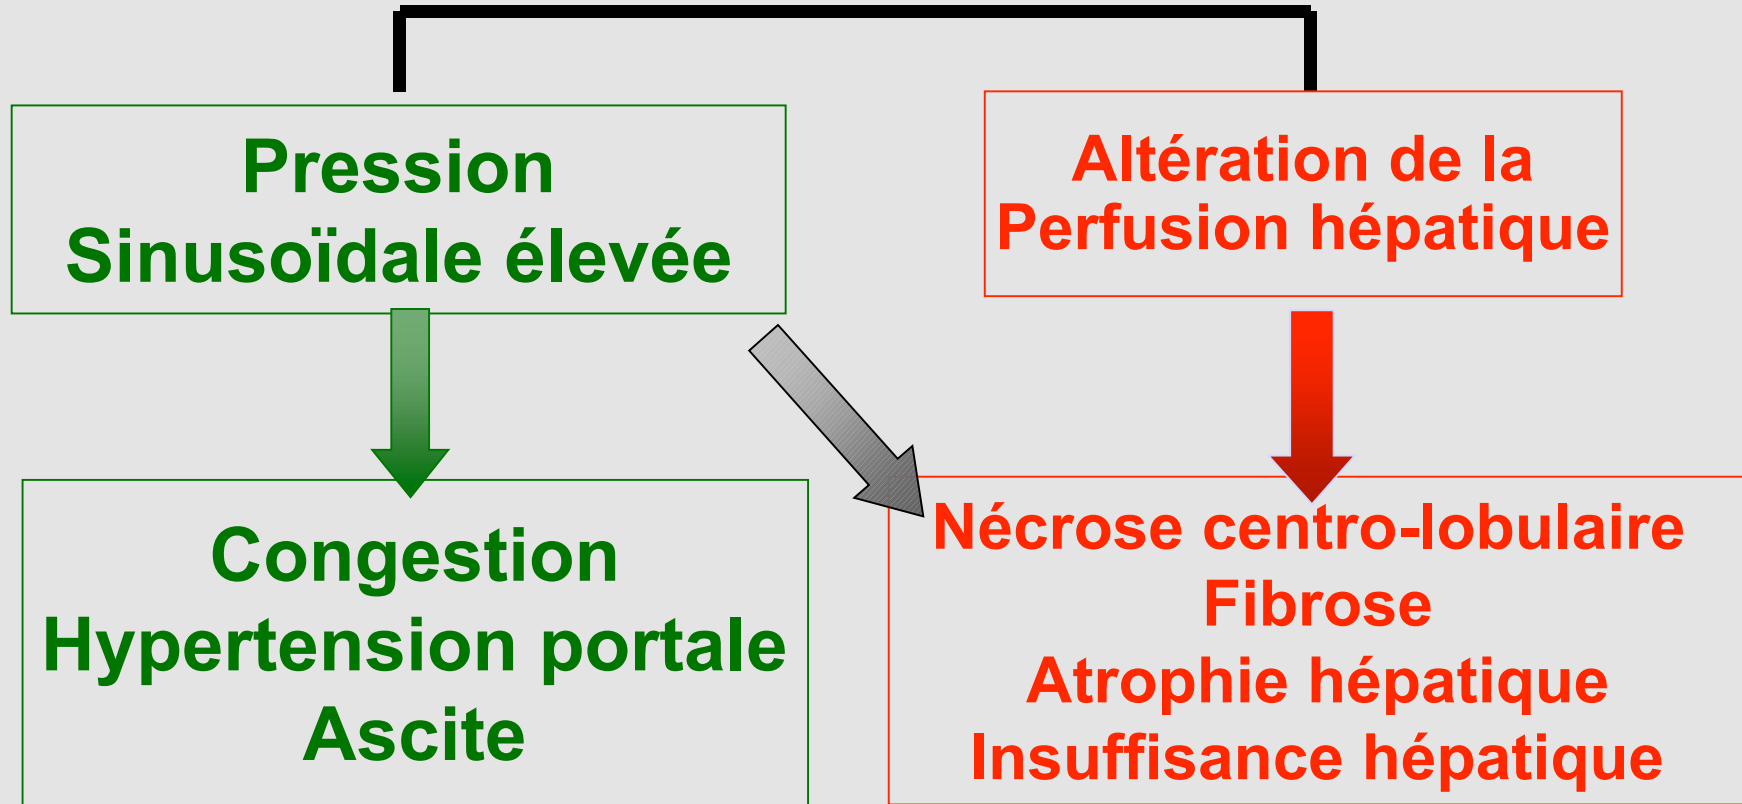 Pression
Sinusoïdale élevée
Altération de la
Perfusion hépatique
Congestion
Hypertension portale
Ascite
Nécrose centro-lobulaire
Fibrose
Atrophie hépatique
Insuffisance hépatique